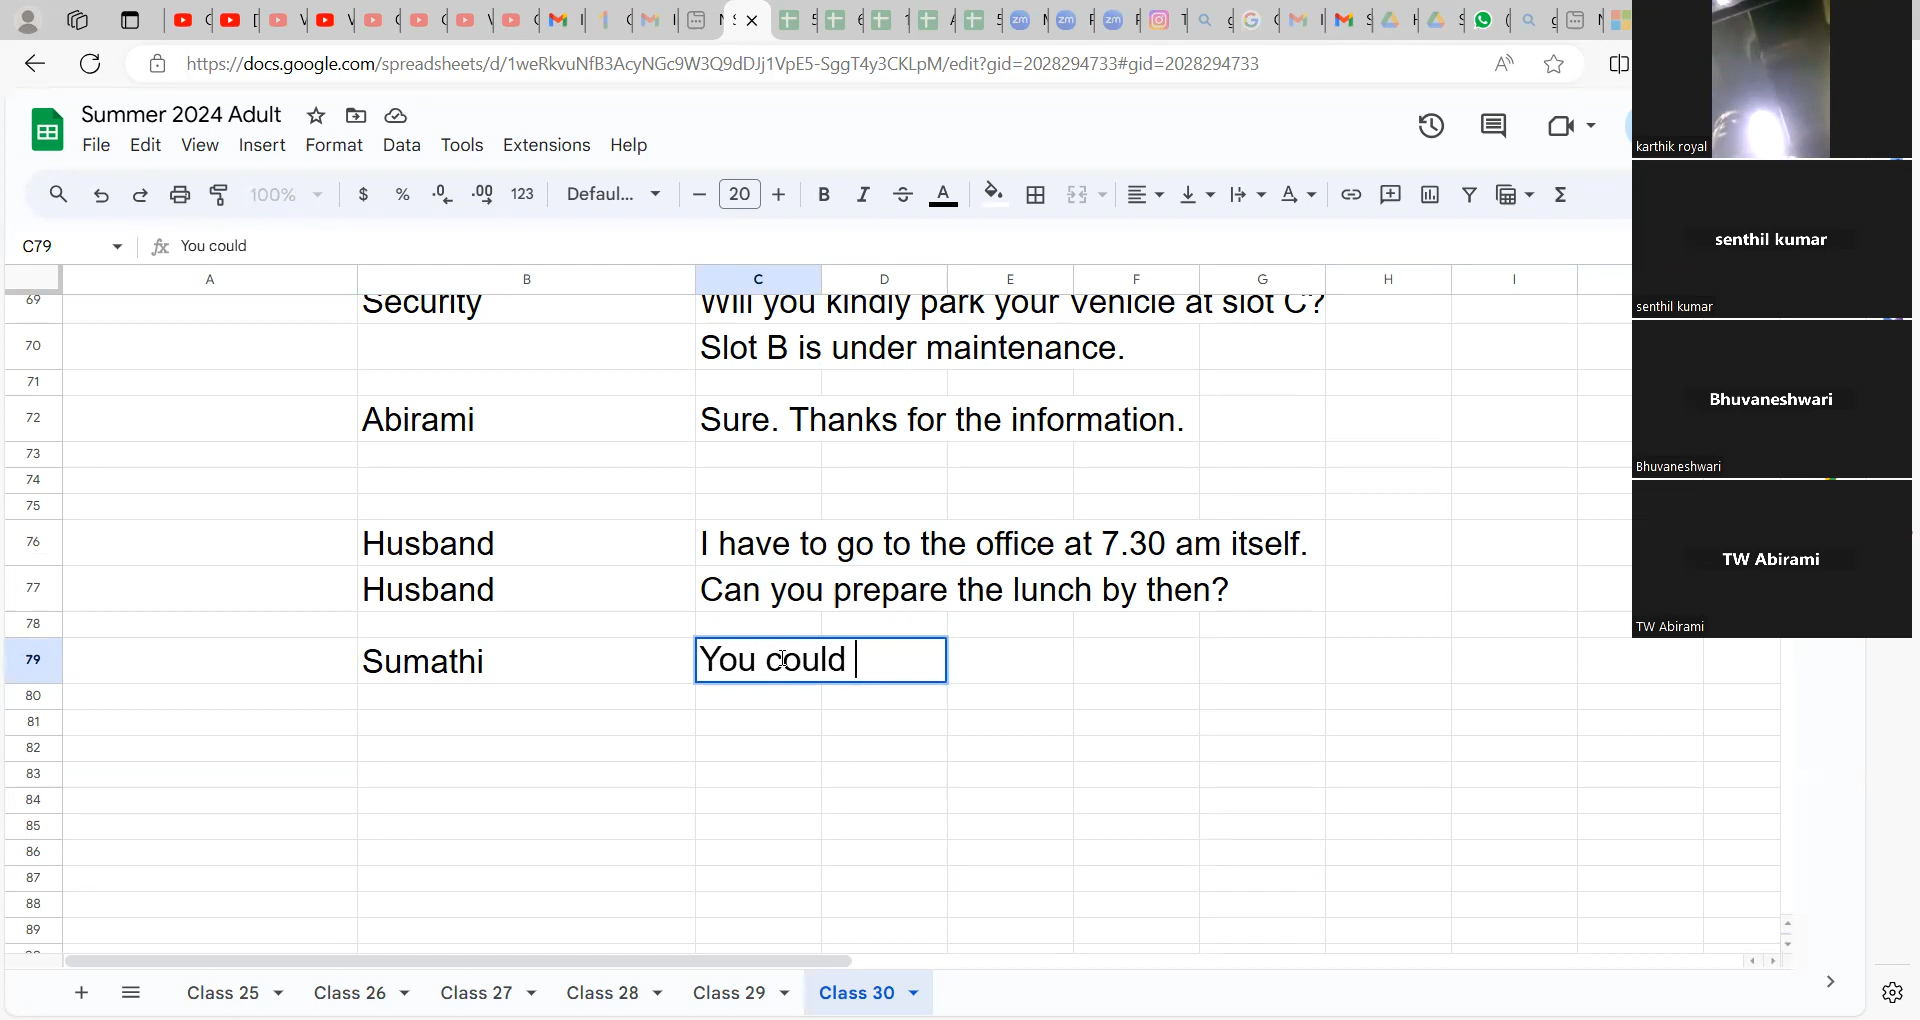 https://docs.google.com/spreadsheets/d/1weRkvuNfB3AcyNGc9W3Q9dDJj1VpE5-SggT4y3CKLpM/edit?gid=2028294733#gid=2028294733
Summer 2024 Adult
File Edit View Insert Format Data Tools Extensions Help
100% $ % .0 .00 123 Defaul... 20 B I A
C79 fx You could
A B C D E F G H I
69 Security Will you kindly park your vehicle at slot C?
70 Slot B is under maintenance.
71
72 Abirami Sure. Thanks for the information.
73
74
75
76 Husband I have to go to the office at 7.30 am itself.
77 Husband Can you prepare the lunch by then?
78
79 Sumathi You could
80
81
82
83
84
85
86
87
88
89
Class 25 Class 26 Class 27 Class 28 Class 29 Class 30
karthik royal
senthil kumar
senthil kumar
Bhuvaneshwari
Bhuvaneshwari
TW Abirami
TW Abirami